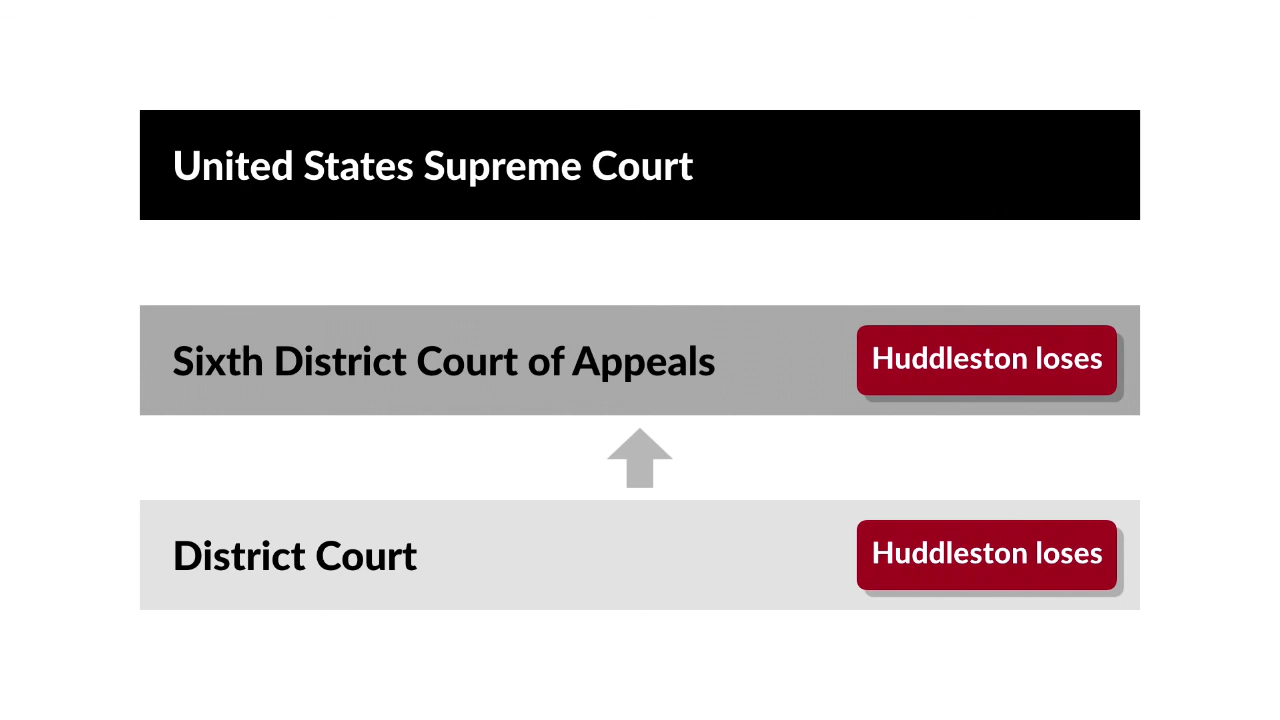 United States Supreme Court
Sixth District Court of Appeals
Huddleston loses
District Court
Huddleston loses